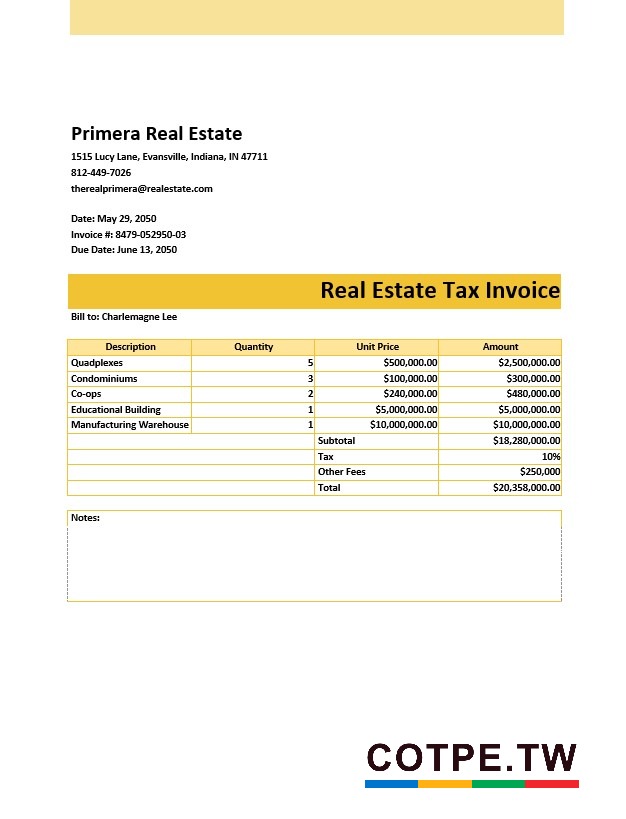 Primera Real Estate
1515 Lucy Lane, Evansville, Indiana, IN 47711
812-449-7026
therealprimera@realestate.com
Date: May 29, 2050
Invoice #: 8479-052950-03
Due Date: June 13, 2050
Real Estate Tax Invoice
Bill to: Charlemagne Lee
Description Quantity Unit Price Amount
Quadplexes 5 $500,000.00 $2,500,000.00
Condominiums 3 $100,000.00 $300,000.00
Co-ops 2 $240,000.00 $480,000.00
Educational Building 1 $5,000,000.00 $5,000,000.00
Manufacturing Warehouse 1 $10,000,000.00 $10,000,000.00
Subtotal $18,280,000.00
Tax 10%
Other Fees $250,000
Total $20,358,000.00
Notes:
COTPE.TW